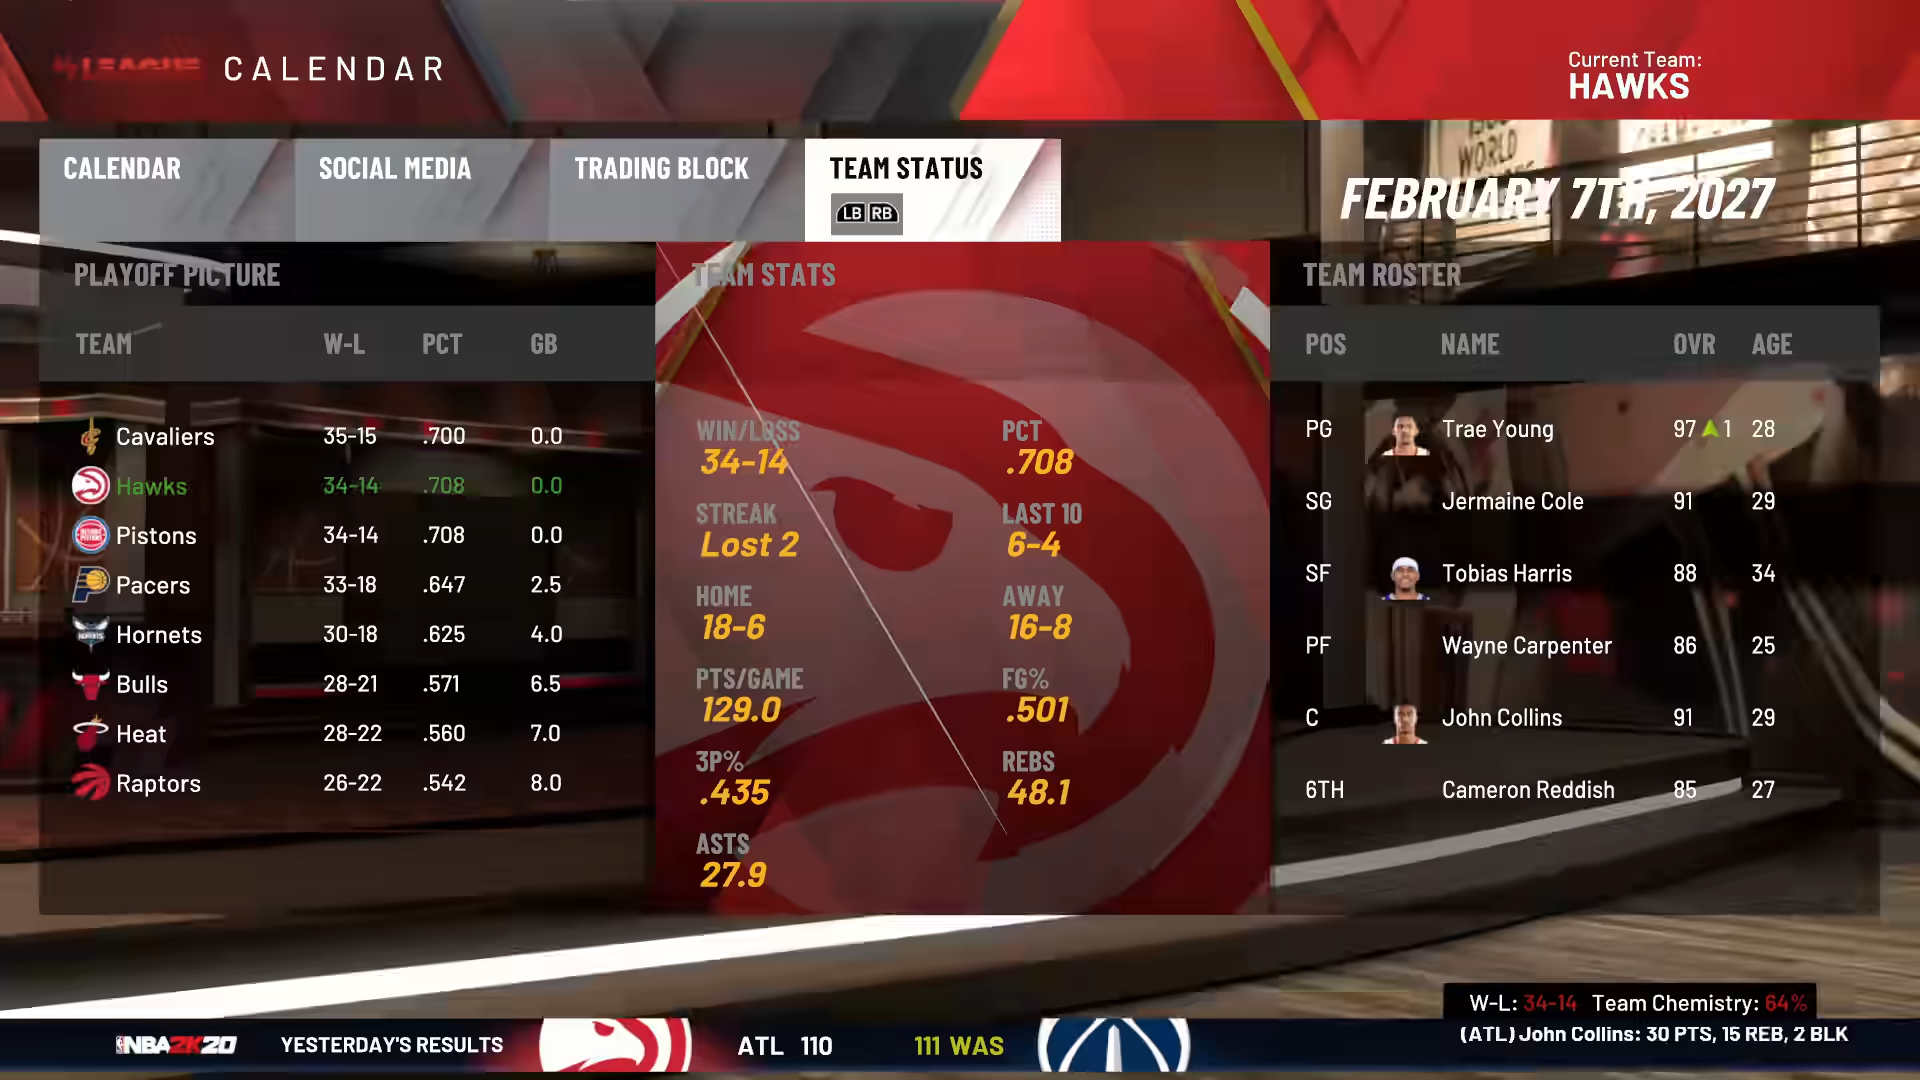 MyLEAGUE CALENDAR
Current Team:
HAWKS
CALENDAR SOCIAL MEDIA TRADING BLOCK TEAM STATUS
LB RB
WORLD
FEBRUARY 7TH, 2027
PLAYOFF PICTURE
TEAM W-L PCT GB
Cavaliers 35-15 .700 0.0
Hawks 34-14 .708 0.0
Pistons 34-14 .708 0.0
Pacers 33-18 .647 2.5
Hornets 30-18 .625 4.0
Bulls 28-21 .571 6.5
Heat 28-22 .560 7.0
Raptors 26-22 .542 8.0
TEAM STATS
WIN/LOSS PCT
34-14 .708
STREAK LAST 10
Lost 2 6-4
HOME AWAY
18-6 16-8
PTS/GAME FG%
129.0 .501
3P% REBS
.435 48.1
ASTS
27.9
TEAM ROSTER
POS NAME OVR AGE
PG Trae Young 97 1 28
SG Jermaine Cole 91 29
SF Tobias Harris 88 34
PF Wayne Carpenter 86 25
C John Collins 91 29
6TH Cameron Reddish 85 27
W-L: 34-14 Team Chemistry: 64%
NBA2K20 YESTERDAY'S RESULTS ATL 110 111 WAS
(ATL) John Collins: 30 PTS, 15 REB, 2 BLK